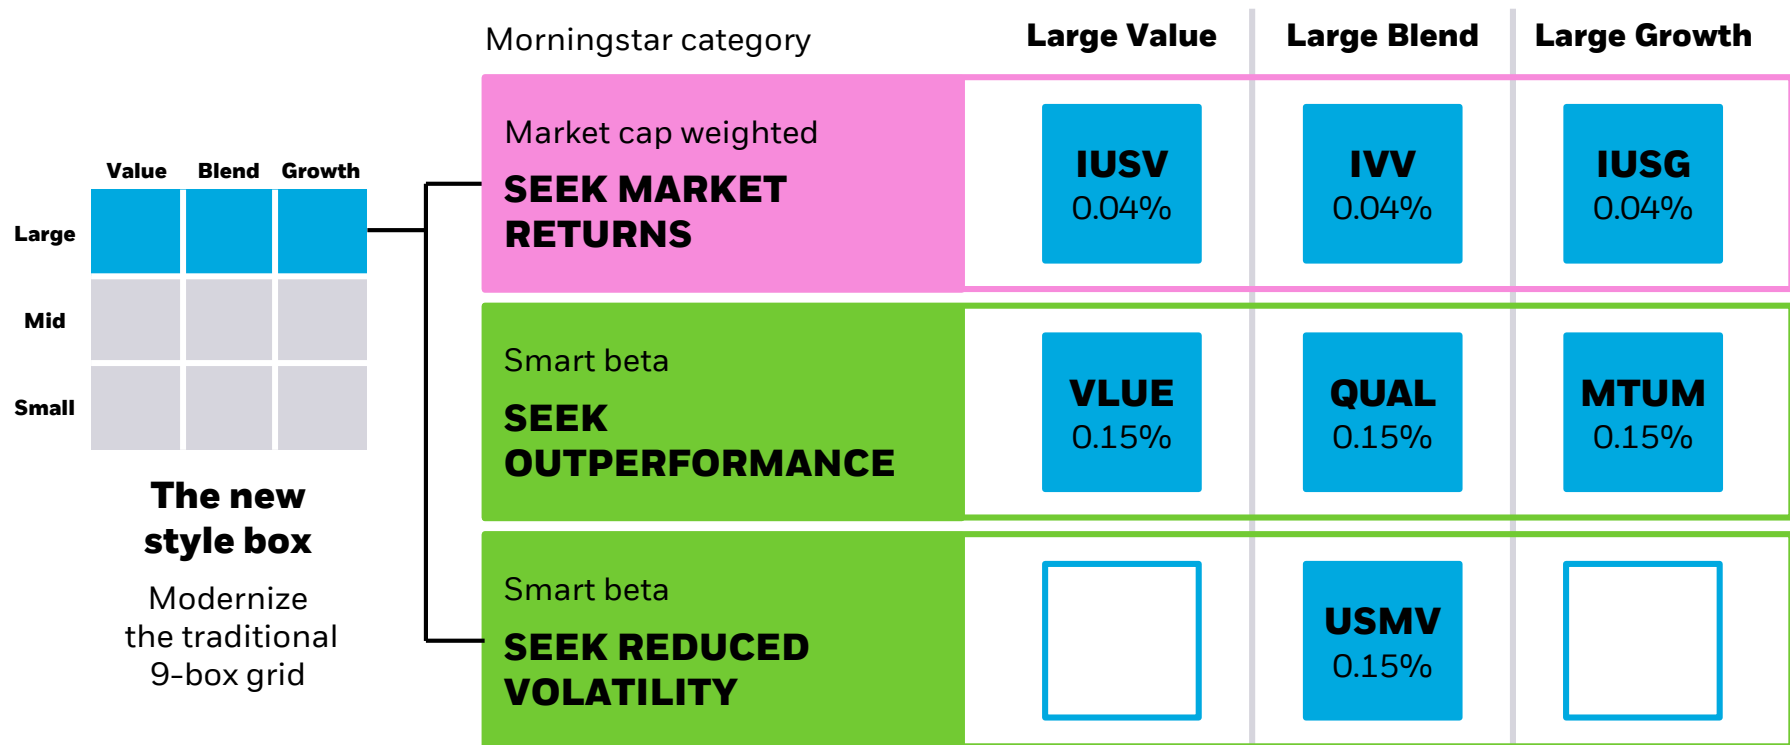 Morningstar category
Large Value
Large Blend
Large Growth
Value
Blend
Growth
Large
Mid
Small
The new
style box
Modernize
the traditional
9-box grid
Market cap weighted
SEEK MARKET
RETURNS
IUSV
0.04%
IVV
0.04%
IUSG
0.04%
Smart beta
SEEK
OUTPERFORMANCE
VLUE
0.15%
QUAL
0.15%
MTUM
0.15%
Smart beta
SEEK REDUCED
VOLATILITY
USMV
0.15%